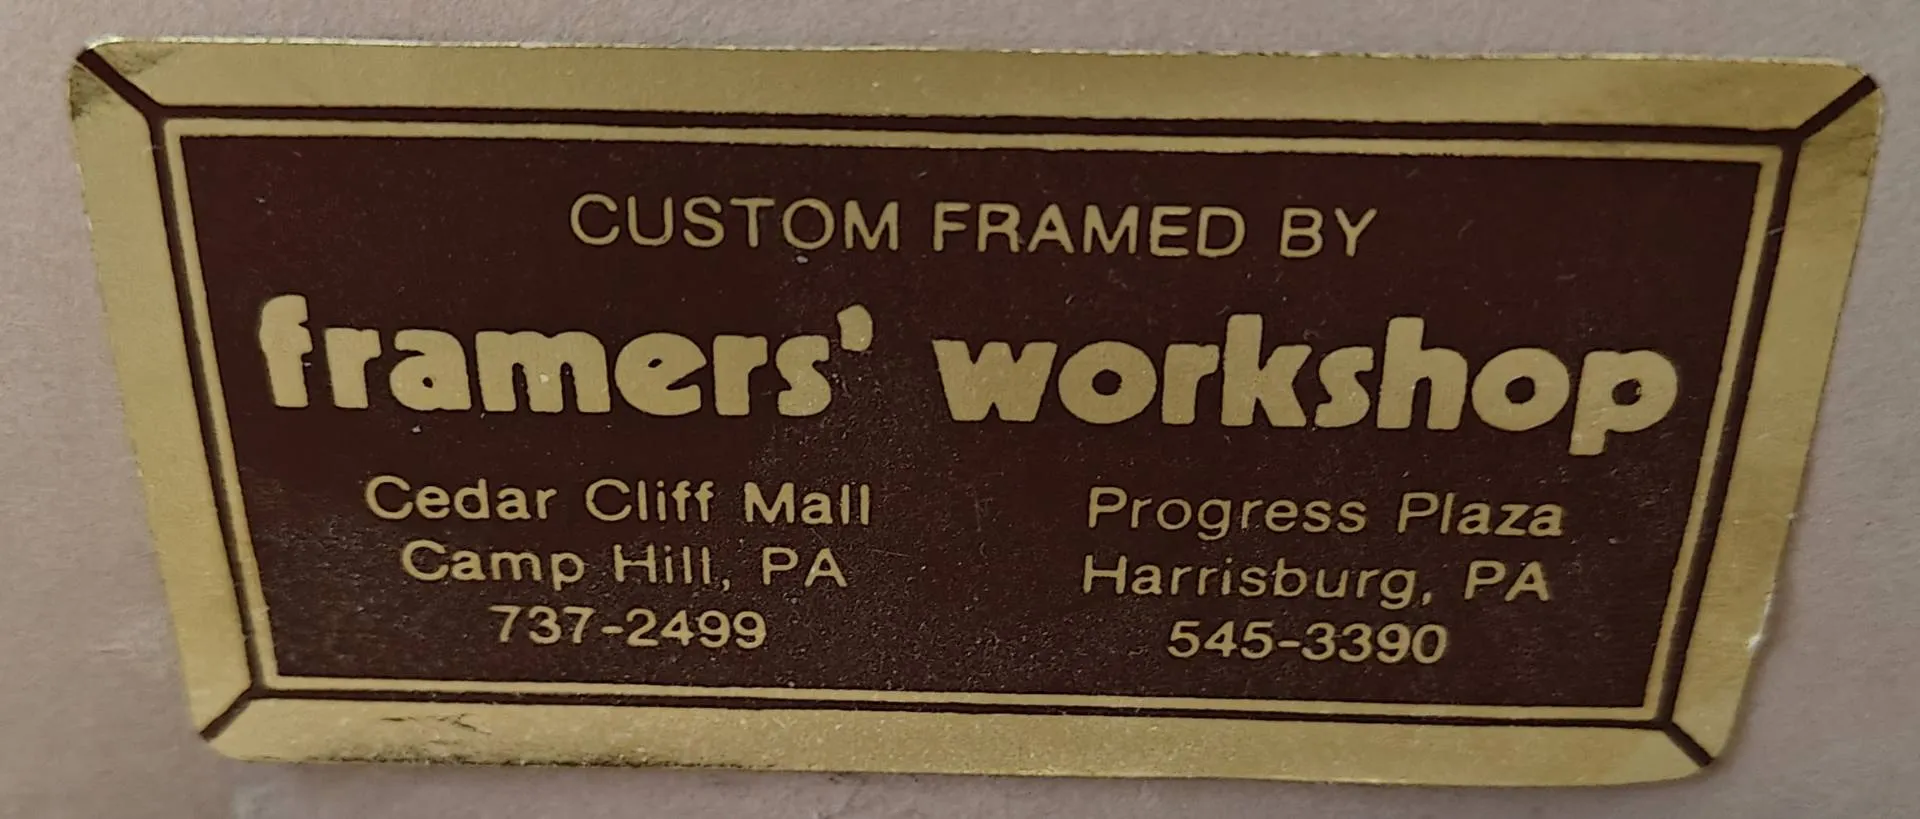 CUSTOM FRAMED BY
framers' workshop
Cedar Cliff Mall
Camp Hill, PA
737-2499
Progress Plaza
Harrisburg, PA
545-3390